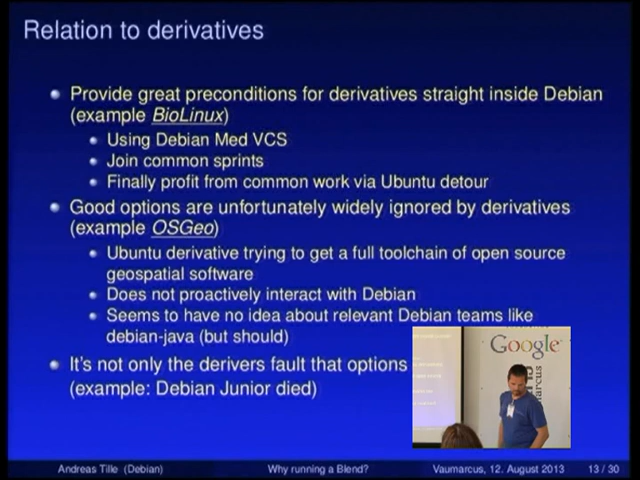 Relation to derivatives
Provide great preconditions for derivatives straight inside Debian
(example BioLinux)
Using Debian Med VCS
Join common sprints
Finally profit from common work via Ubuntu detour
Good options are unfortunately widely ignored by derivatives
(example OSGeo)
Ubuntu derivative trying to get a full toolchain of open source
geospatial software
Does not proactively interact with Debian
Seems to have no idea about relevant Debian teams like
debian-java (but should)
It's not only the derivers fault that options
(example: Debian Junior died)
Google
marcus
Andreas Tille (Debian) Why running a Blend? Vaumarcus, 12. August 2013 13 / 30